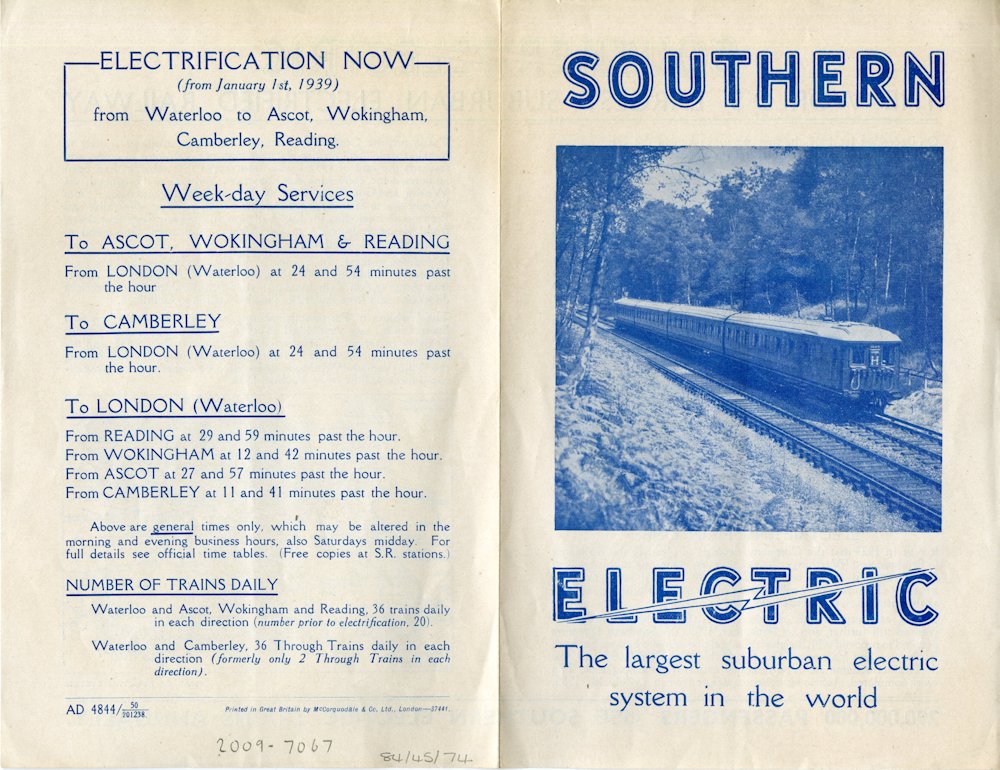 ELECTRIFICATION NOW
(from January 1st, 1939)
from Waterloo to Ascot, Wokingham,
Camberley, Reading.
Week-day Services
To ASCOT, WOKINGHAM & READING
From LONDON (Waterloo) at 24 and 54 minutes past
the hour
To CAMBERLEY
From LONDON (Waterloo) at 24 and 54 minutes past
the hour.
To LONDON (Waterloo)
From READING at 29 and 59 minutes past the hour.
From WOKINGHAM at 12 and 42 minutes past the hour.
From ASCOT at 27 and 57 minutes past the hour.
From CAMBERLEY at 11 and 41 minutes past the hour.
Above are general times only, which may be altered in the
morning and evening business hours, also Saturdays midday. For
full details see official time tables. (Free copies at S.R. stations.)
NUMBER OF TRAINS DAILY
Waterloo and Ascot, Wokingham and Reading, 36 trains daily
in each direction (number prior to electrification, 20).
Waterloo and Camberley, 36 Through Trains daily in each
direction (formerly only 2 Through Trains in each
direction).
AD 4844/50/201238.
Printed in Great Britain by McCorquodale & Co. Ltd., London—57441.
2009-7067
84/45/74
SOUTHERN
H
ELECTRIC
The largest suburban electric
system in the world